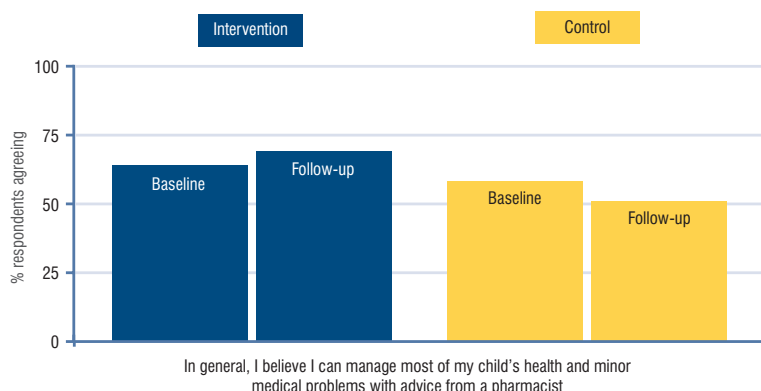 Intervention
Control
100
75
50
25
0
% respondents agreeing
Baseline
Follow-up
Baseline
Follow-up
In general, I believe I can manage most of my child’s health and minor
medical problems with advice from a pharmacist